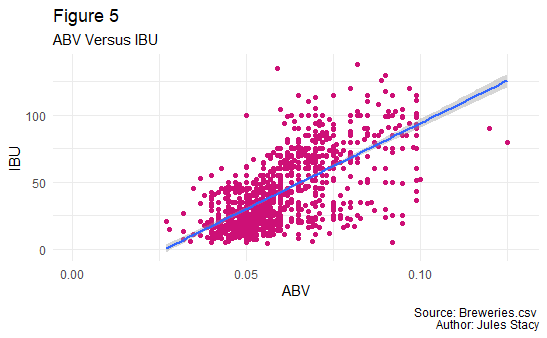 Figure 5
ABV Versus IBU
100
50
0
IBU
0.00
0.05
0.10
ABV
Source: Breweries.csv
Author: Jules Stacy